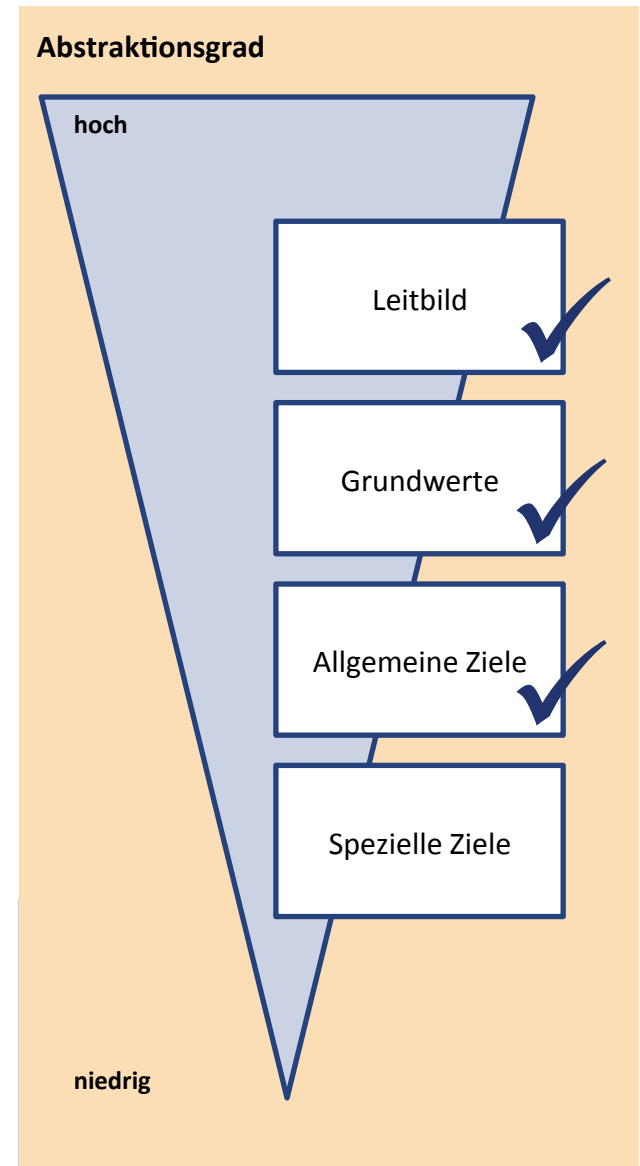 Abstraktionsgrad
hoch
Leitbild
Grundwerte
Allgemeine Ziele
Spezielle Ziele
niedrig